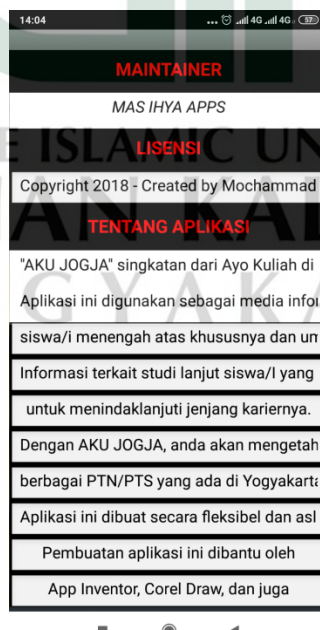 14:04 ... 4G 4G 57
MAINTAINER
MAS IHYA APPS
LISENSI
Copyright 2018 - Created by Mochammad
TENTANG APLIKASI
"AKU JOGJA" singkatan dari Ayo Kuliah di
Aplikasi ini digunakan sebagai media infor
siswa/i menengah atas khususnya dan um
Informasi terkait studi lanjut siswa/I yang
untuk menindaklanjuti jenjang kariernya.
Dengan AKU JOGJA, anda akan mengetah
berbagai PTN/PTS yang ada di Yogyakarta
Aplikasi ini dibuat secara fleksibel dan asl
Pembuatan aplikasi ini dibantu oleh
App Inventor, Corel Draw, dan juga